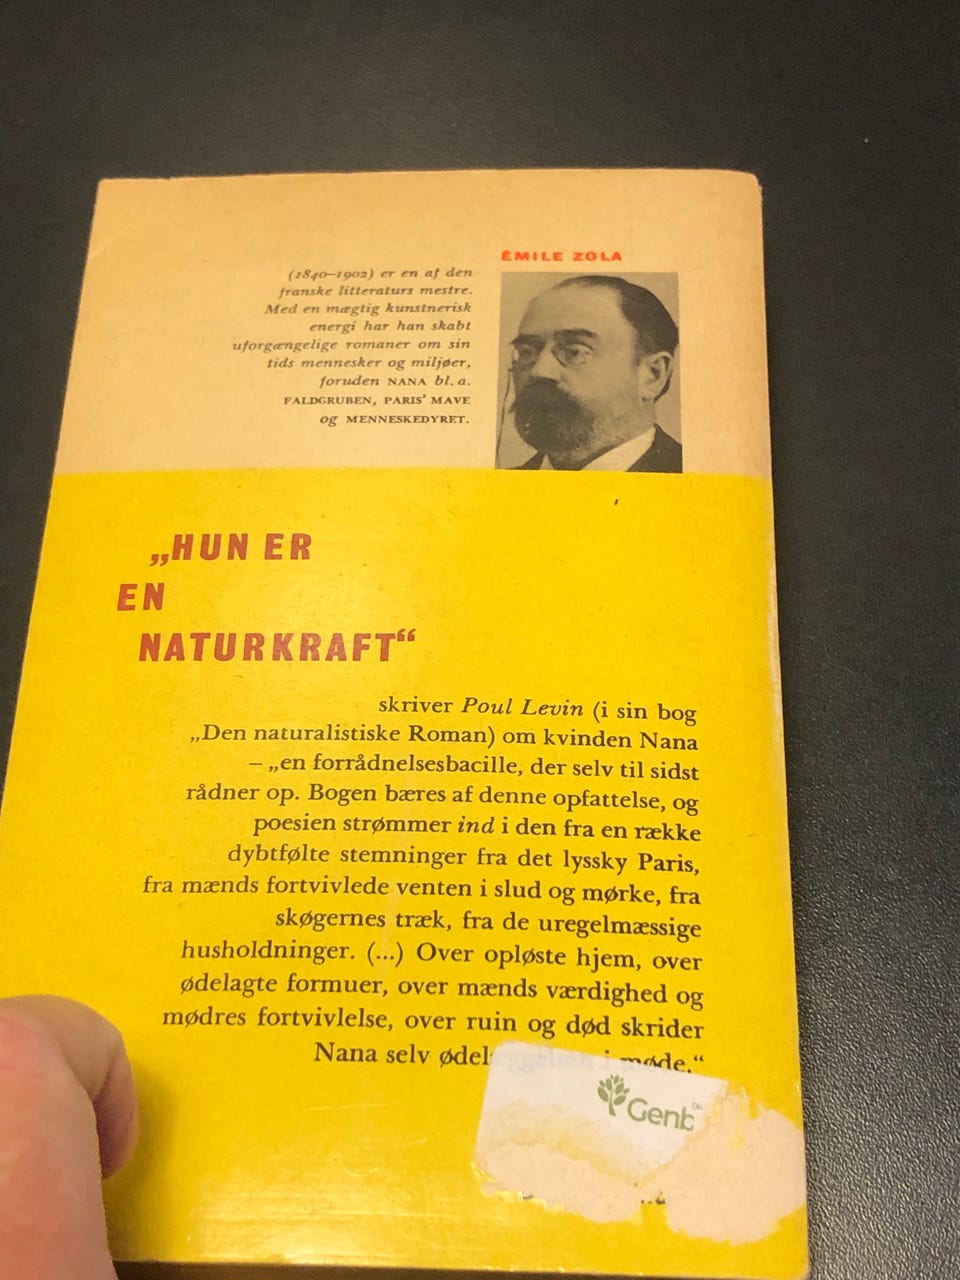 ÉMILE ZOLA
(1840–1902) er en af den
franske litteraturs mestre.
Med en mægtig kunstnerisk
energi har han skabt
uforgængelige romaner om sin
tids mennesker og miljøer,
foruden NANA bl. a.
FALDGRUBEN, PARIS' MAVE
og MENNESKEDYRET.
„HUN ER
EN
NATURKRAFT“
skriver Poul Levin (i sin bog
„Den naturalistiske Roman) om kvinden Nana
– „en forrådnelsesbacille, der selv til sidst
rådner op. Bogen bæres af denne opfattelse, og
poesien strømmer ind i den fra en række
dybtfølte stemninger fra det lyssky Paris,
fra mænds fortvivlede venten i slud og mørke, fra
skøgernes træk, fra de uregelmæssige
husholdninger. (...) Over opløste hjem, over
ødelagte formuer, over mænds værdighed og
mødres fortvivlelse, over ruin og død skrider
Nana selv ødelæggelsen i møde.“
Genb